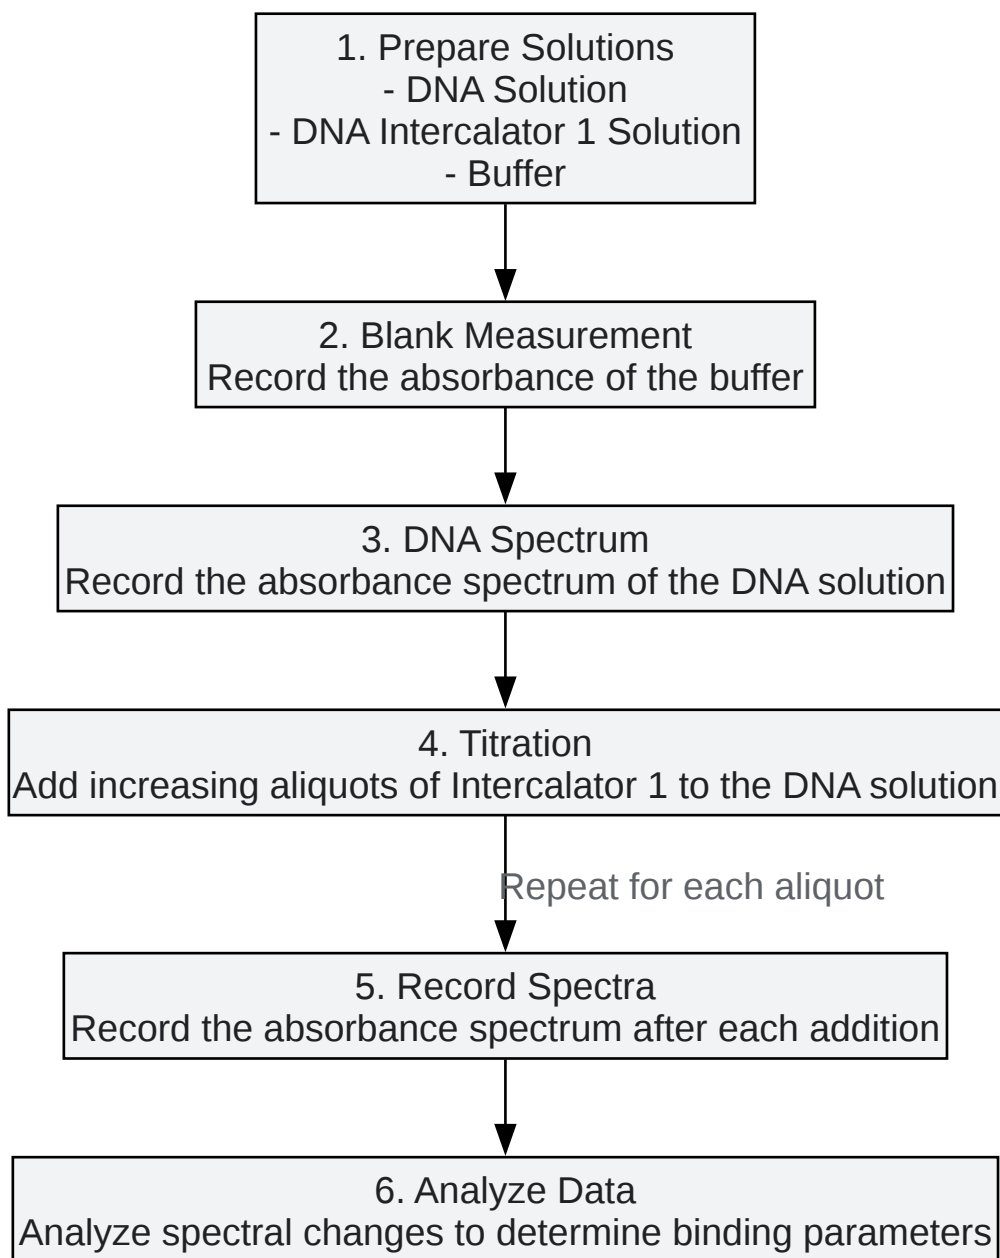 1. Prepare Solutions
- DNA Solution
- DNA Intercalator 1 Solution
- Buffer
2. Blank Measurement
Record the absorbance of the buffer
3. DNA Spectrum
Record the absorbance spectrum of the DNA solution
4. Titration
Add increasing aliquots of Intercalator 1 to the DNA solution
Repeat for each aliquot
5. Record Spectra
Record the absorbance spectrum after each addition
6. Analyze Data
Analyze spectral changes to determine binding parameters